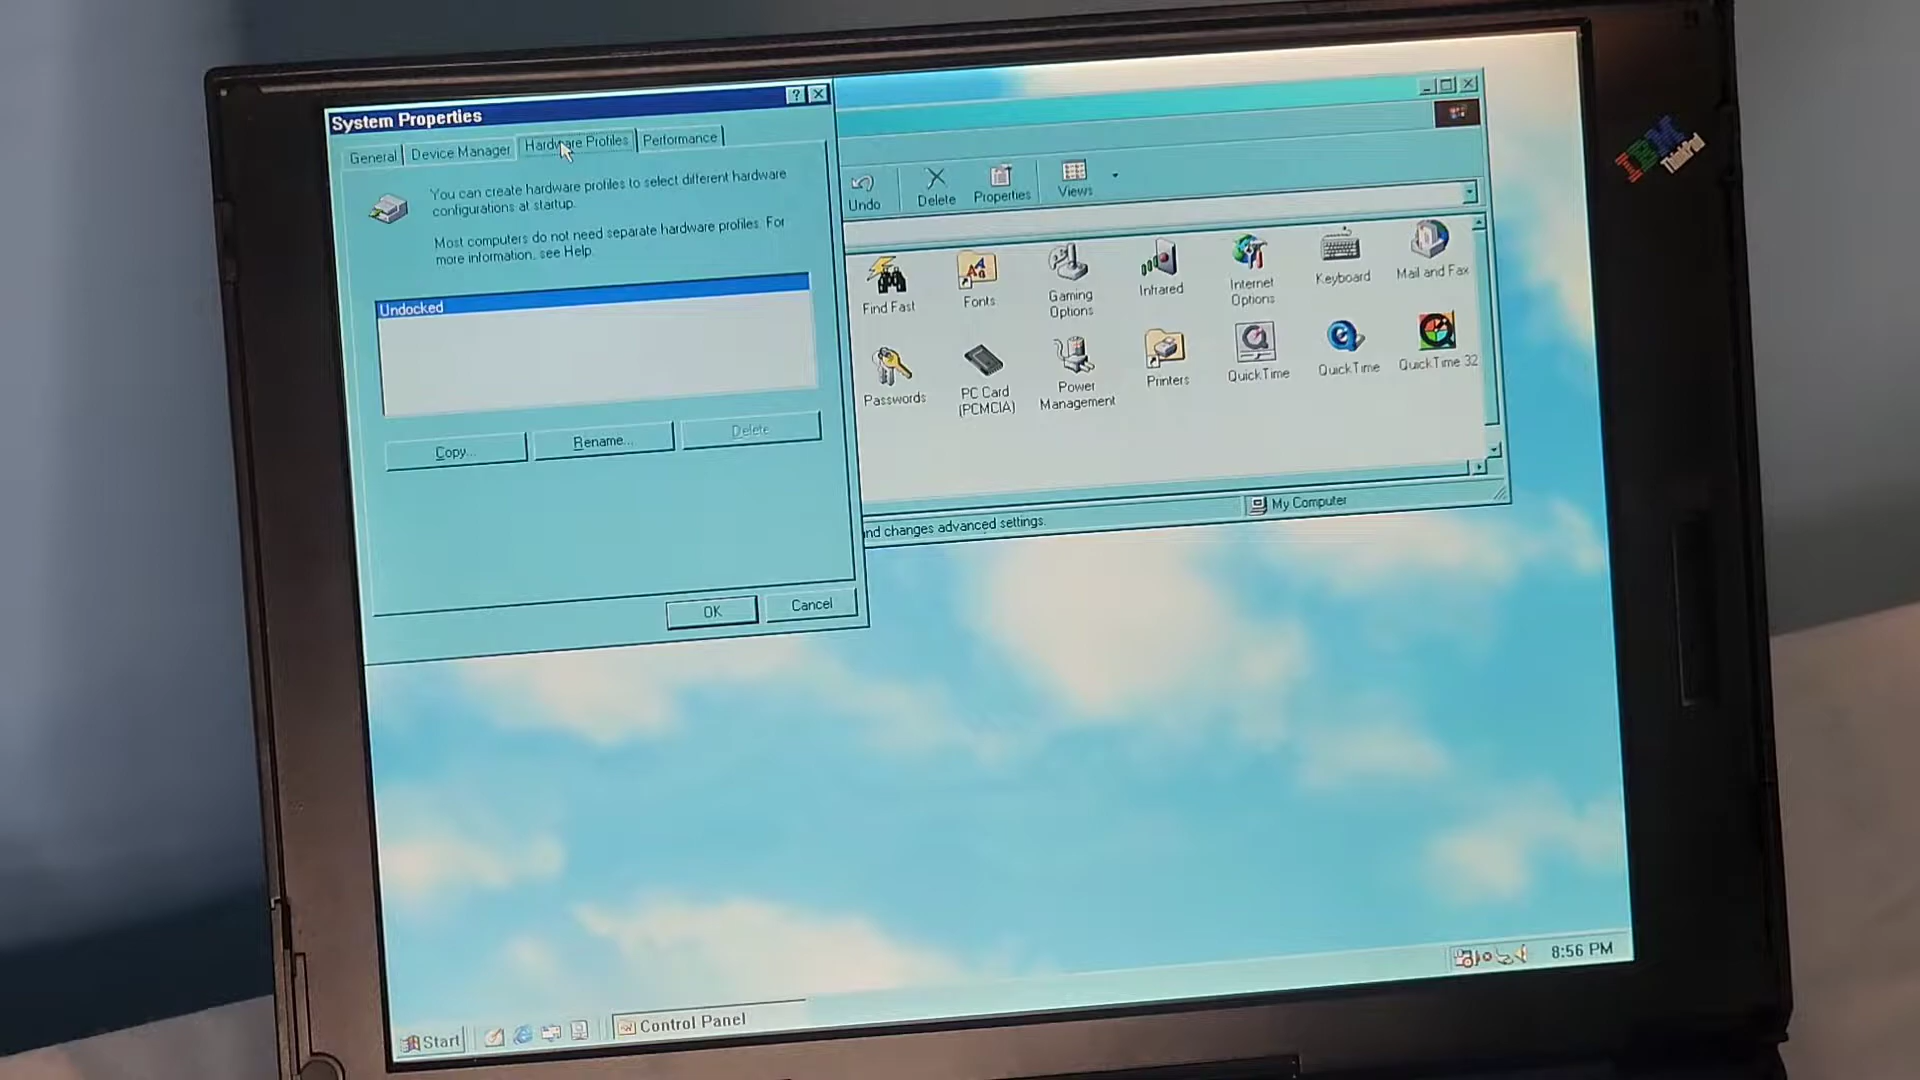 System Properties
General
Device Manager
Hardware Profiles
Performance
You can create hardware profiles to select different hardware
configurations at startup.
Most computers do not need separate hardware profiles. For
more information, see Help.
Undocked
Copy...
Rename...
Delete
OK
Cancel
Undo
Delete
Properties
Views
Find Fast
Fonts
Gaming
Options
Infrared
Internet
Options
Keyboard
Mail and Fax
Passwords
PC Card
(PCMCIA)
Power
Management
Printers
QuickTime
QuickTime
QuickTime 32
nd changes advanced settings.
My Computer
IBM
ThinkPad
Start
Control Panel
8:56 PM